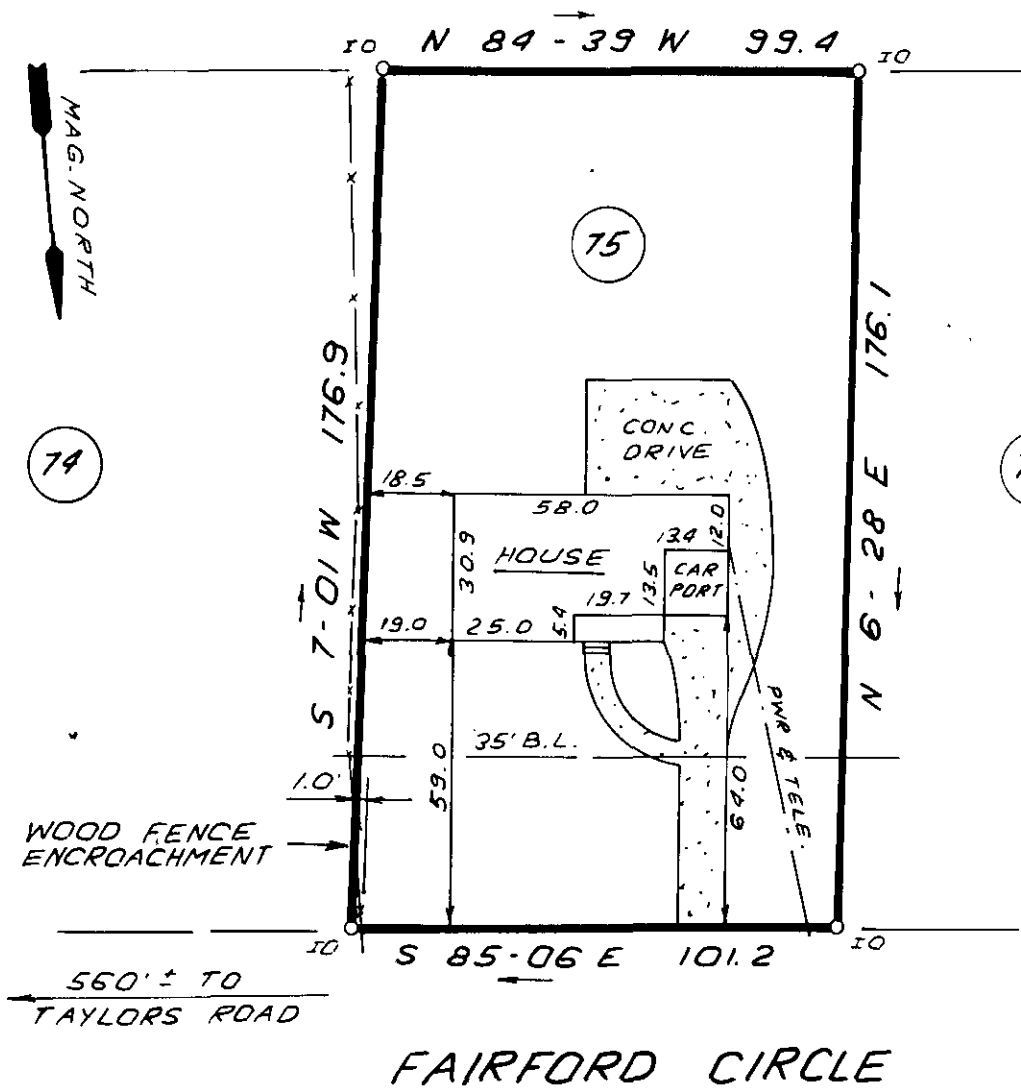 IO N 84-39 W 99.4 IO
MAG. NORTH
75
S 7-01 W 176.9
N 6-28 E 176.1
74
CONC.
DRIVE
18.5
58.0
30.9
HOUSE
13.4
12.0
13.5
CAR
PORT
19.7
5.4
19.0
25.0
35' B.L.
1.0'
59.0
64.0
PWR & TELE.
WOOD FENCE
ENCROACHMENT
IO S 85-06 E 101.2 IO
560' ± TO
TAYLORS ROAD
FAIRFORD CIRCLE